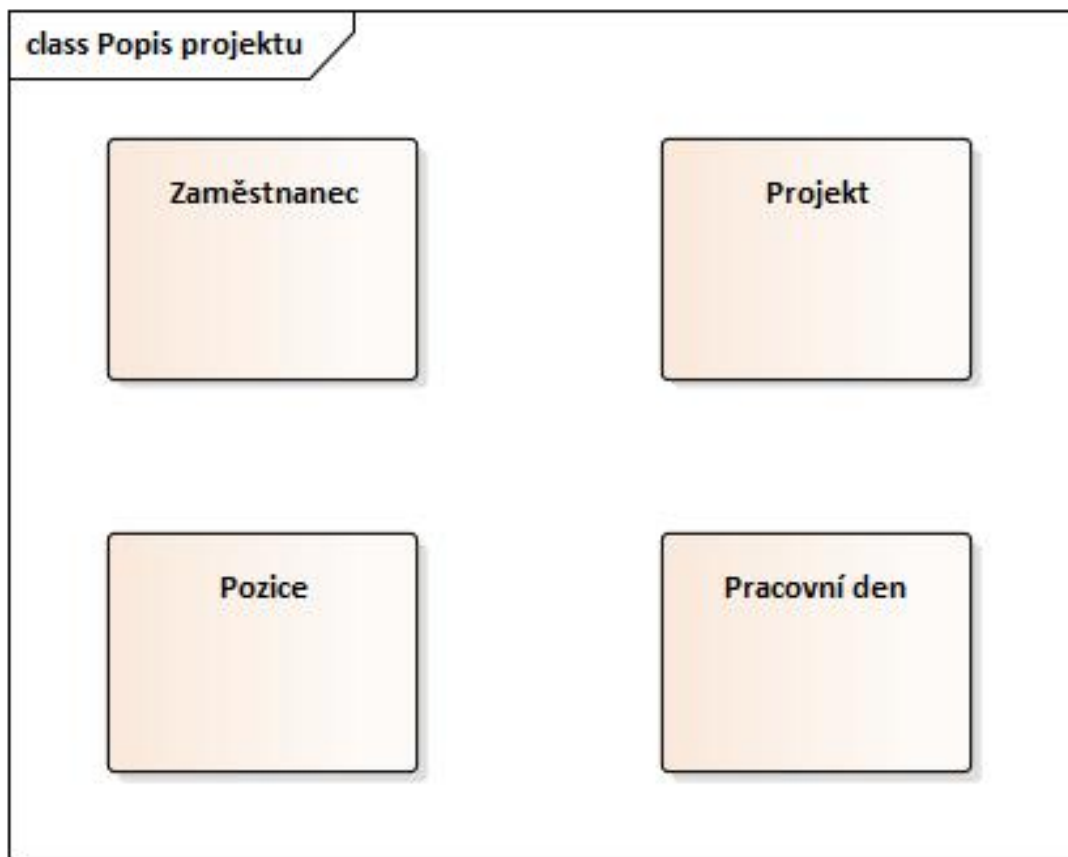 class Popis projektu
Zaměstnanec
Projekt
Pozice
Pracovní den